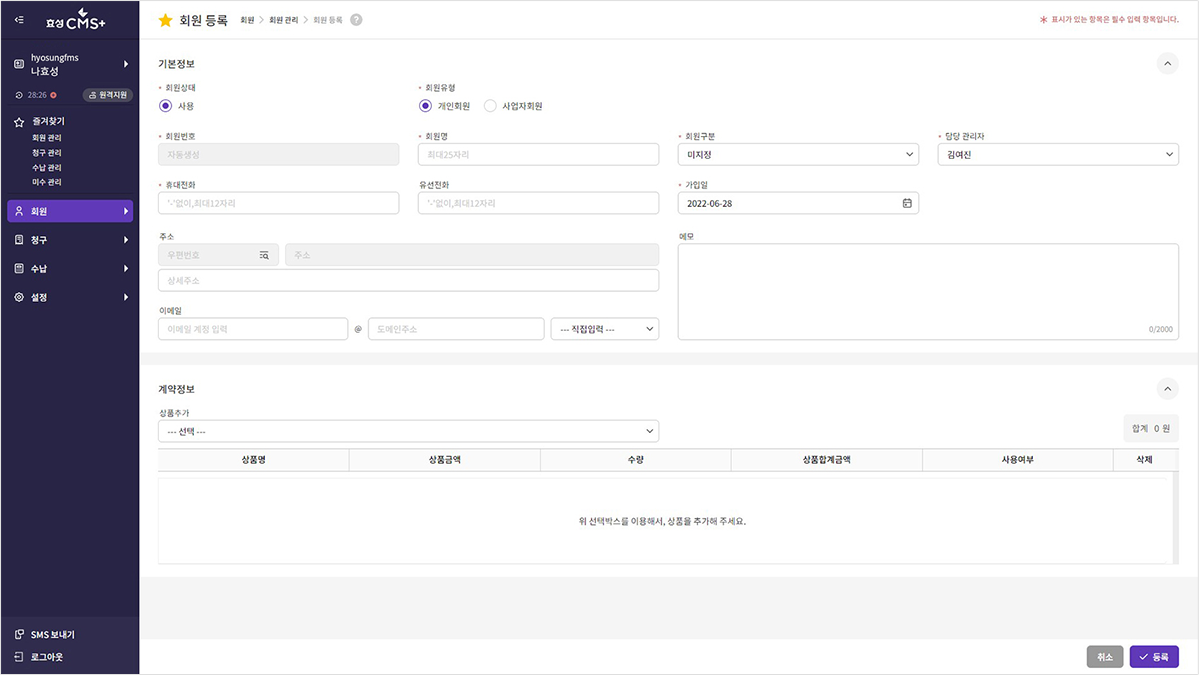 효성 CMS+
hyosungfms
나효성
28:26
원격지원
즐겨찾기
회원 관리
청구 관리
수납 관리
미수 관리
회원
청구
수납
설정
SMS 보내기
로그아웃
회원 등록
회원 > 회원 관리 > 회원 등록 ?
표시가 있는 항목은 필수 입력 항목입니다.
기본정보
회원상태
회원유형
사용
개인회원
사업자회원
회원번호
회원명
회원구분
담당 관리자
자동생성
최대25자리
미지정
김여진
휴대전화
유선전화
가입일
'-'없이,최대12자리
'-'없이,최대12자리
2022-06-28
주소
메모
우편번호
주소
상세주소
이메일
이메일 계정 입력
@
도메인주소
--- 직접입력 ---
0/2000
계약정보
상품추가
--- 선택 ---
합계 0 원
상품명
상품금액
수량
상품합계금액
사용여부
삭제
위 선택박스를 이용해서, 상품을 추가해 주세요.
취소
등록